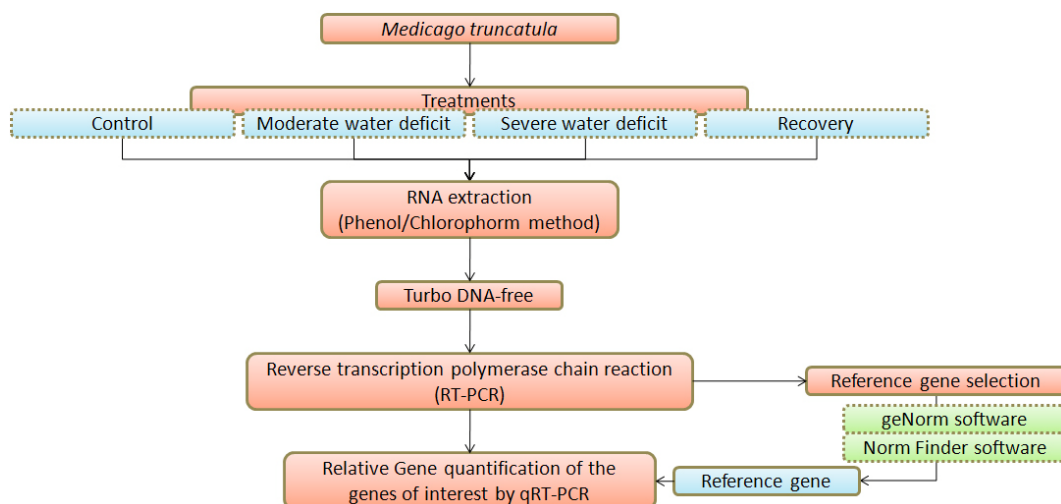 Medicago truncatula
Treatments
Control
Moderate water deficit
Severe water deficit
Recovery
RNA extraction
(Phenol/Chlorophorm method)
Turbo DNA-free
Reverse transcription polymerase chain reaction
(RT-PCR)
Reference gene selection
geNorm software
Norm Finder software
Reference gene
Relative Gene quantification of the
genes of interest by qRT-PCR